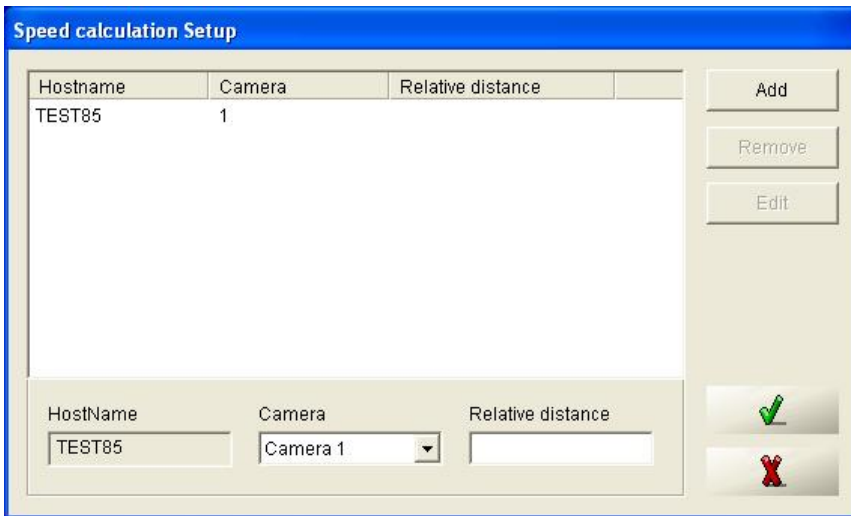 Speed calculation Setup
Hostname Camera Relative distance
TEST85 1
Add
Remove
Edit
HostName Camera Relative distance
TEST85 Camera 1